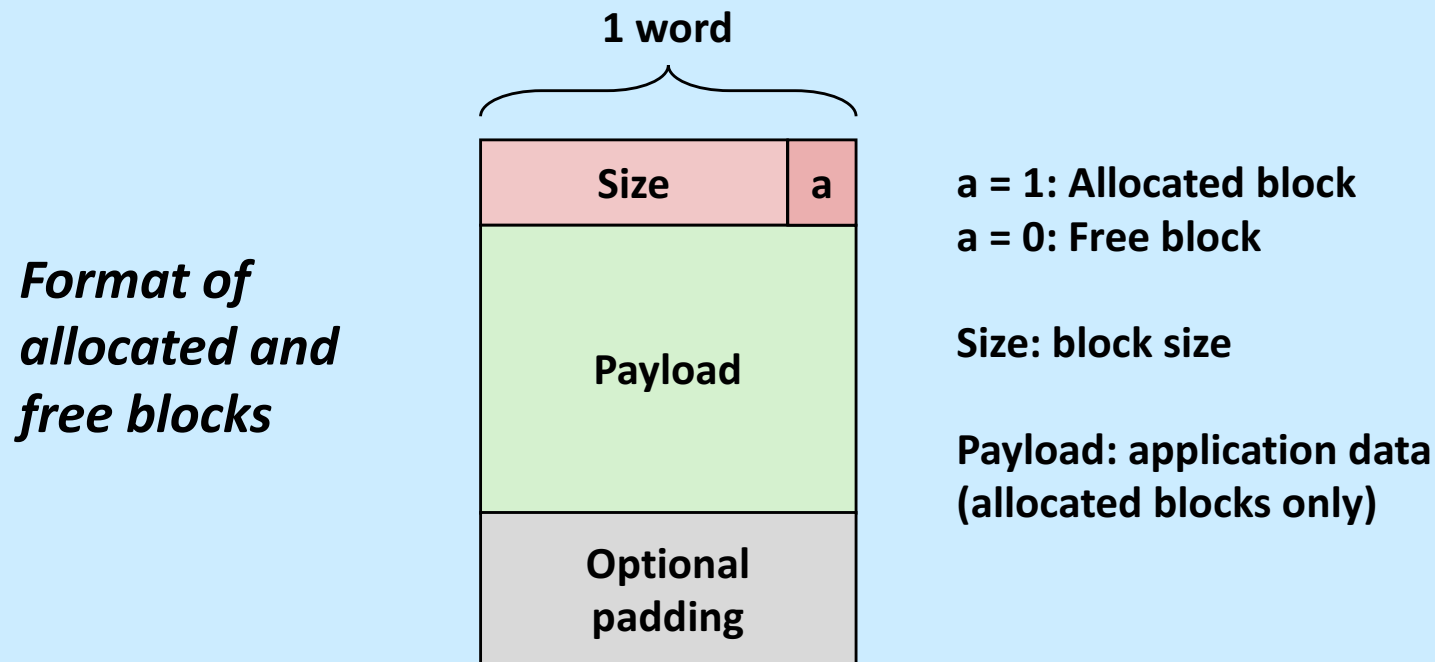 1 word
Size
a
a = 1: Allocated block
a = 0: Free block
Format of
allocated and
free blocks
Size: block size
Payload
Payload: application data
(allocated blocks only)
Optional
padding